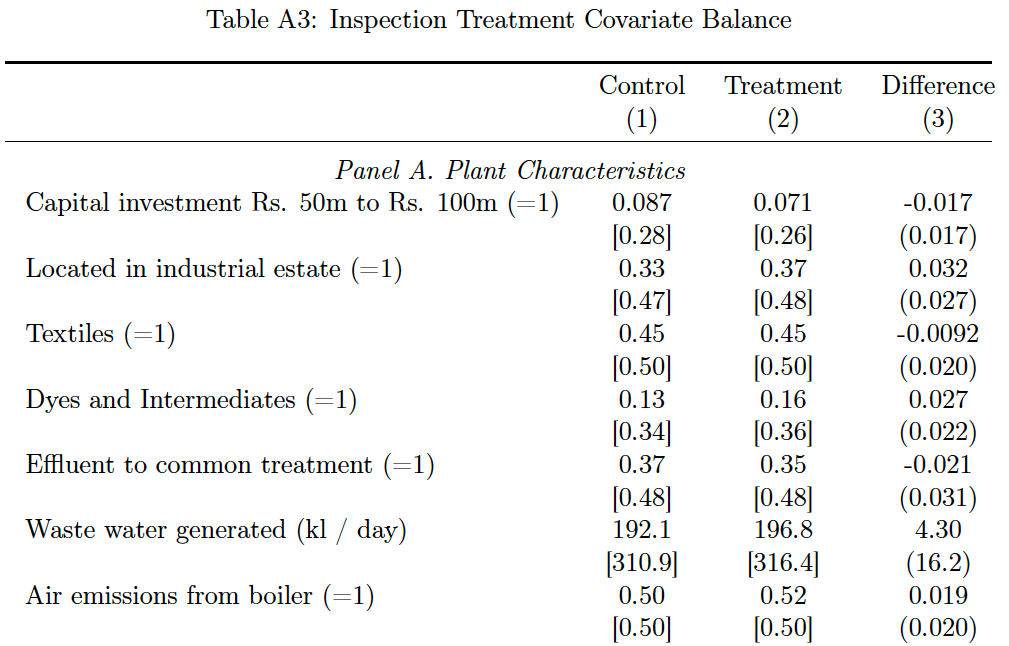 Table A3: Inspection Treatment Covariate Balance
Control Treatment Difference
(1) (2) (3)
Panel A. Plant Characteristics
Capital investment Rs. 50m to Rs. 100m (=1) 0.087 0.071 -0.017
[0.28] [0.26] (0.017)
Located in industrial estate (=1) 0.33 0.37 0.032
[0.47] [0.48] (0.027)
Textiles (=1) 0.45 0.45 -0.0092
[0.50] [0.50] (0.020)
Dyes and Intermediates (=1) 0.13 0.16 0.027
[0.34] [0.36] (0.022)
Effluent to common treatment (=1) 0.37 0.35 -0.021
[0.48] [0.48] (0.031)
Waste water generated (kl / day) 192.1 196.8 4.30
[310.9] [316.4] (16.2)
Air emissions from boiler (=1) 0.50 0.52 0.019
[0.50] [0.50] (0.020)